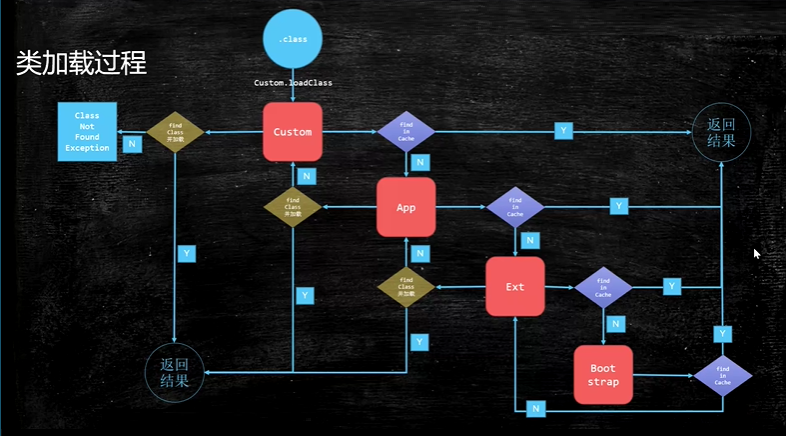 .class
类加载过程
Custom.loadClass
Class
Not
Found
Exception
N
find
Class
并加载
Custom
find
in
Cache
Y
返回
结果
N
N
find
Class
并加载
App
find
in
Cache
Y
Y
N
N
find
Class
并加载
Ext
find
in
Cache
Y
Y
N
Y
Y
返回
结果
Boot
strap
find
in
Cache
N